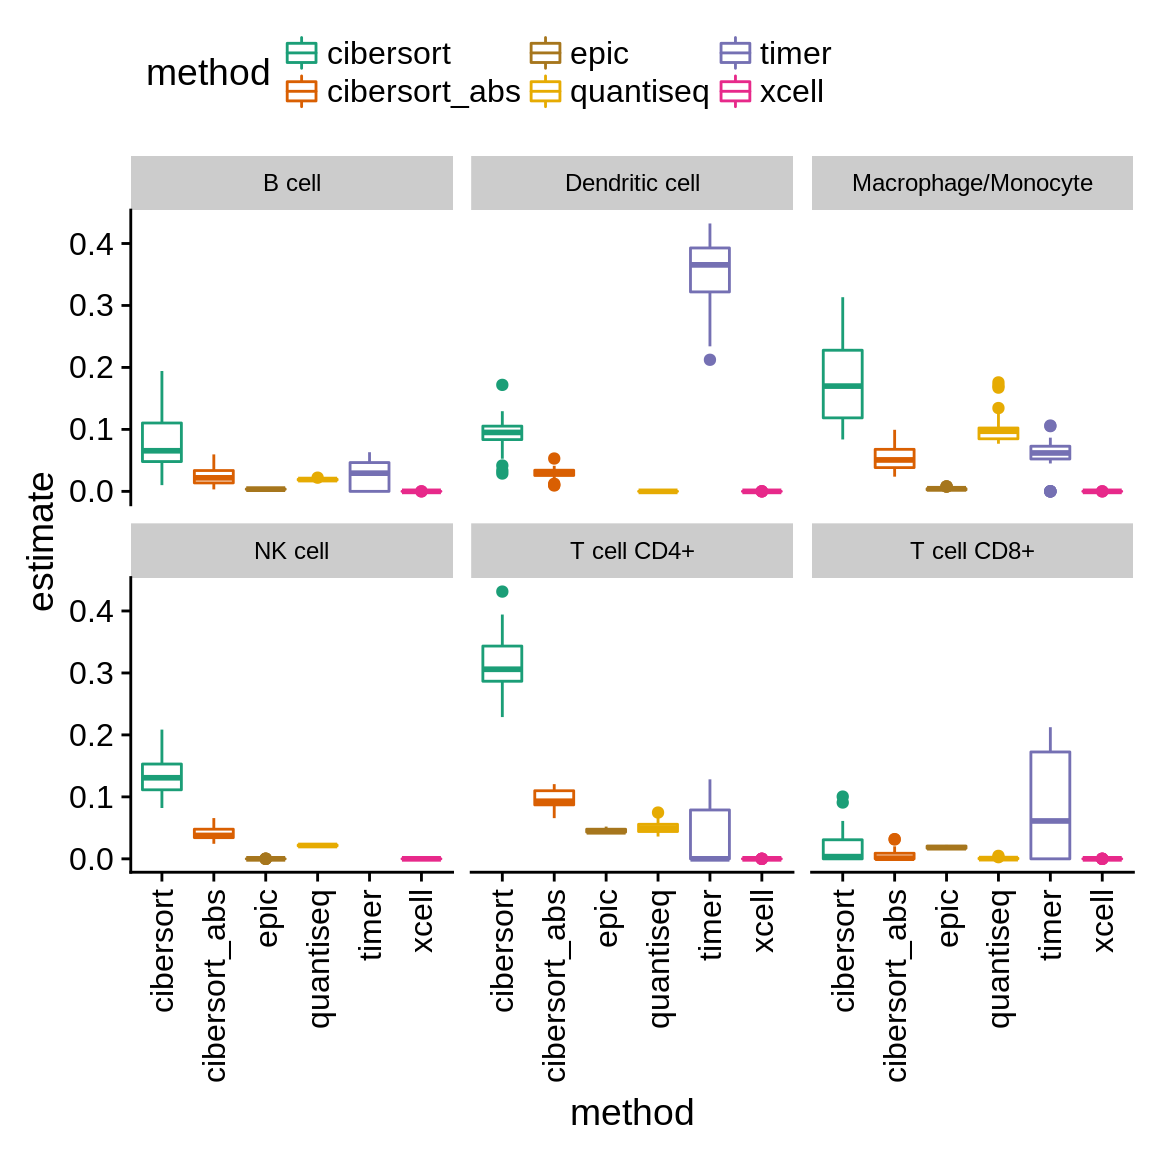 method cibersort epic timer
cibersort_abs quantiseq xcell
B cell Dendritic cell Macrophage/Monocyte
0.4
0.3
0.2
0.1
0.0
estimate
NK cell T cell CD4+ T cell CD8+
0.4
0.3
0.2
0.1
0.0
cibersort cibersort_abs epic quantiseq timer xcell cibersort cibersort_abs epic quantiseq timer xcell cibersort cibersort_abs epic quantiseq timer xcell
method